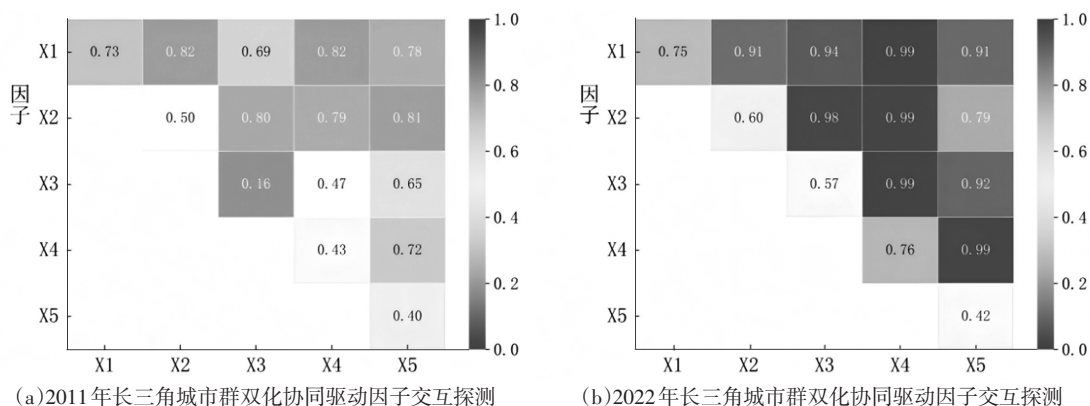 1.0
X1 0.73 0.82 0.69 0.82 0.78
0.8
因子
X2 0.50 0.80 0.79 0.81
0.6
X3 0.16 0.47 0.65
0.4
X4 0.43 0.72
0.2
X5 0.40
0.0
X1 X2 X3 X4 X5
(a)2011年长三角城市群双化协同驱动因子交互探测
1.0
X1 0.75 0.91 0.94 0.99 0.91
0.8
因子
X2 0.60 0.98 0.99 0.79
0.6
X3 0.57 0.99 0.92
0.4
X4 0.76 0.99
0.2
X5 0.42
0.0
X1 X2 X3 X4 X5
(b)2022年长三角城市群双化协同驱动因子交互探测